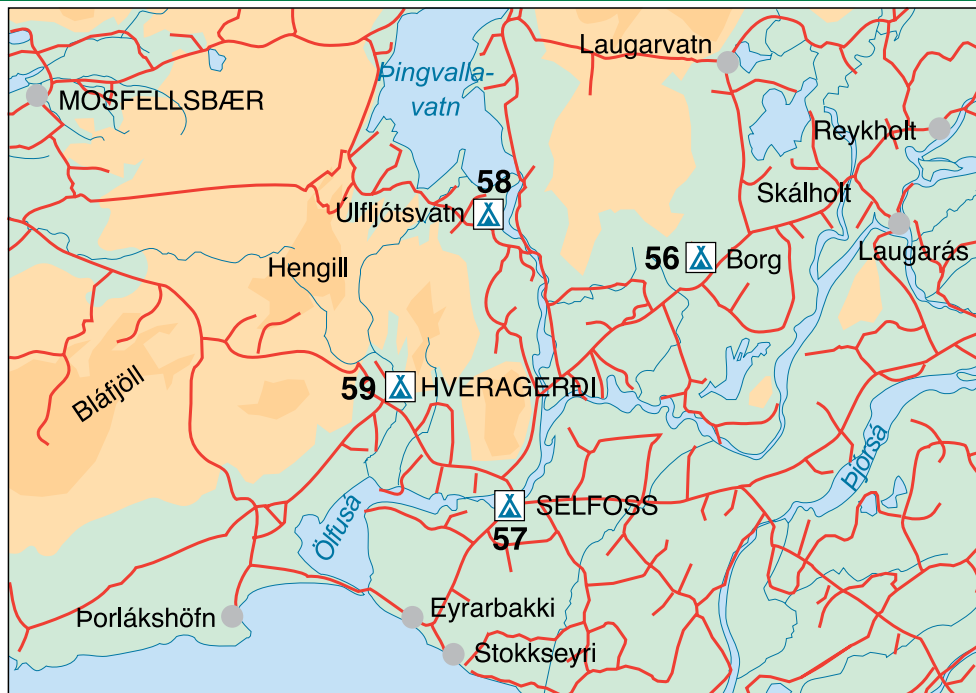 Laugarvatn
Þingvalla-
vatn
MOSFELLSBÆR
Reykholt
58
Skálholt
Úlfljótsvatn
Laugarás
56 Borg
Hengill
59 HVERAGERÐI
Bláfjöll
Þjórsá
SELFOSS
57
Ölfusá
Þorlákshöfn
Eyrarbakki
Stokkseyri